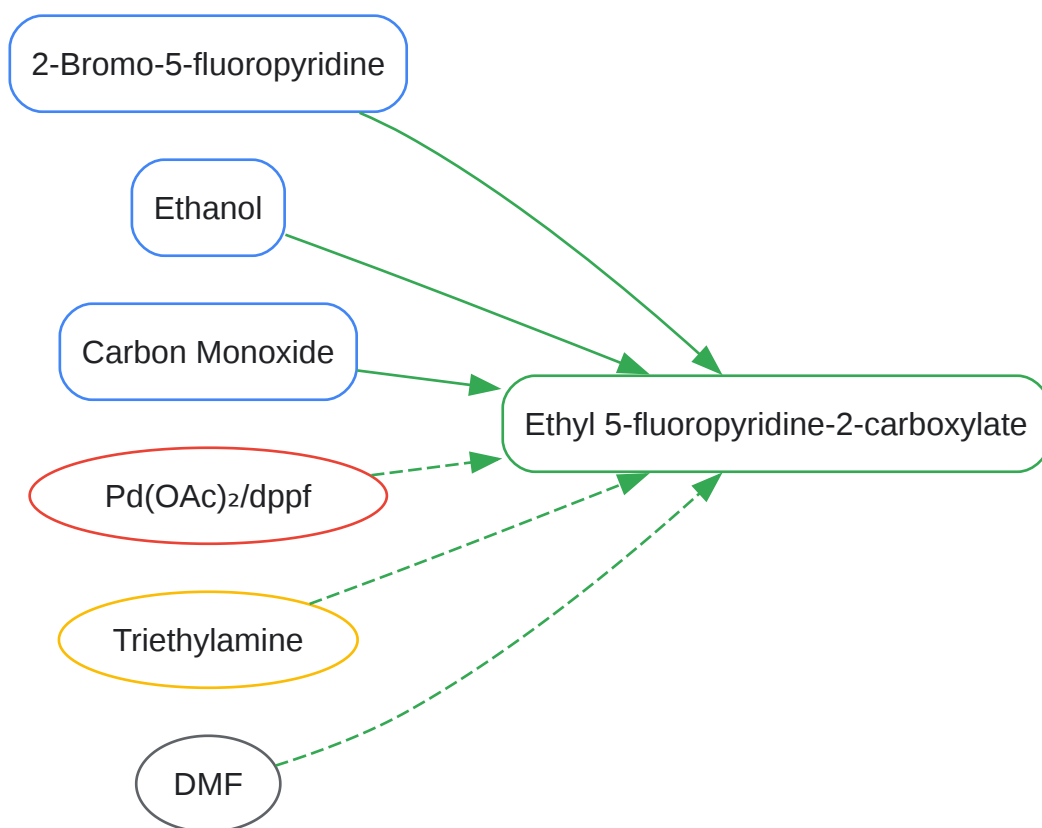 2-Bromo-5-fluoropyridine
Ethanol
Carbon Monoxide
Ethyl 5-fluoropyridine-2-carboxylate
Pd(OAc)₂/dppf
Triethylamine
DMF